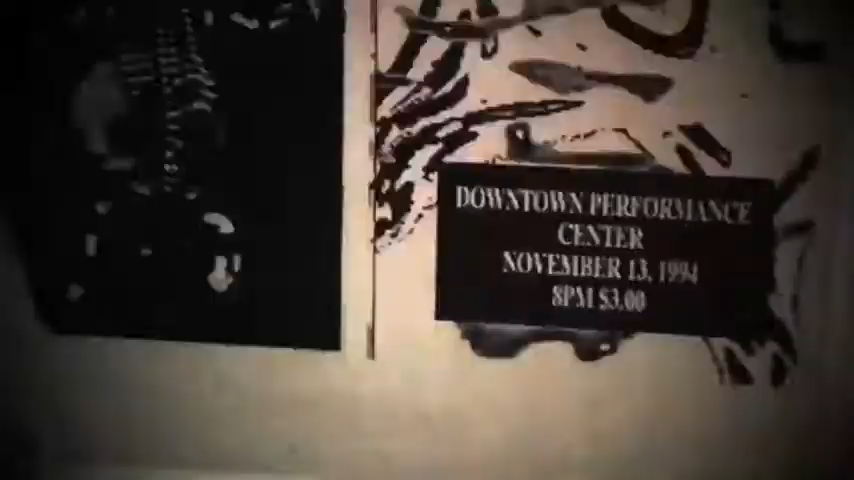 DOWNTOWN PERFORMANCE
CENTER
NOVEMBER 13, 1994
8PM $3.00